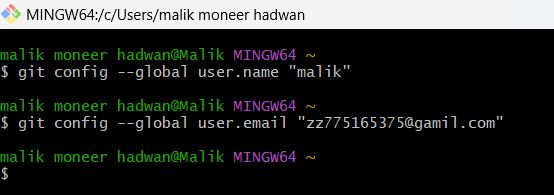 MINGW64:/c/Users/malik moneer hadwan
malik moneer hadwan@Malik MINGW64 ~
$ git config --global user.name "malik"
malik moneer hadwan@Malik MINGW64 ~
$ git config --global user.email "zz775165375@gamil.com"
malik moneer hadwan@Malik MINGW64 ~
$